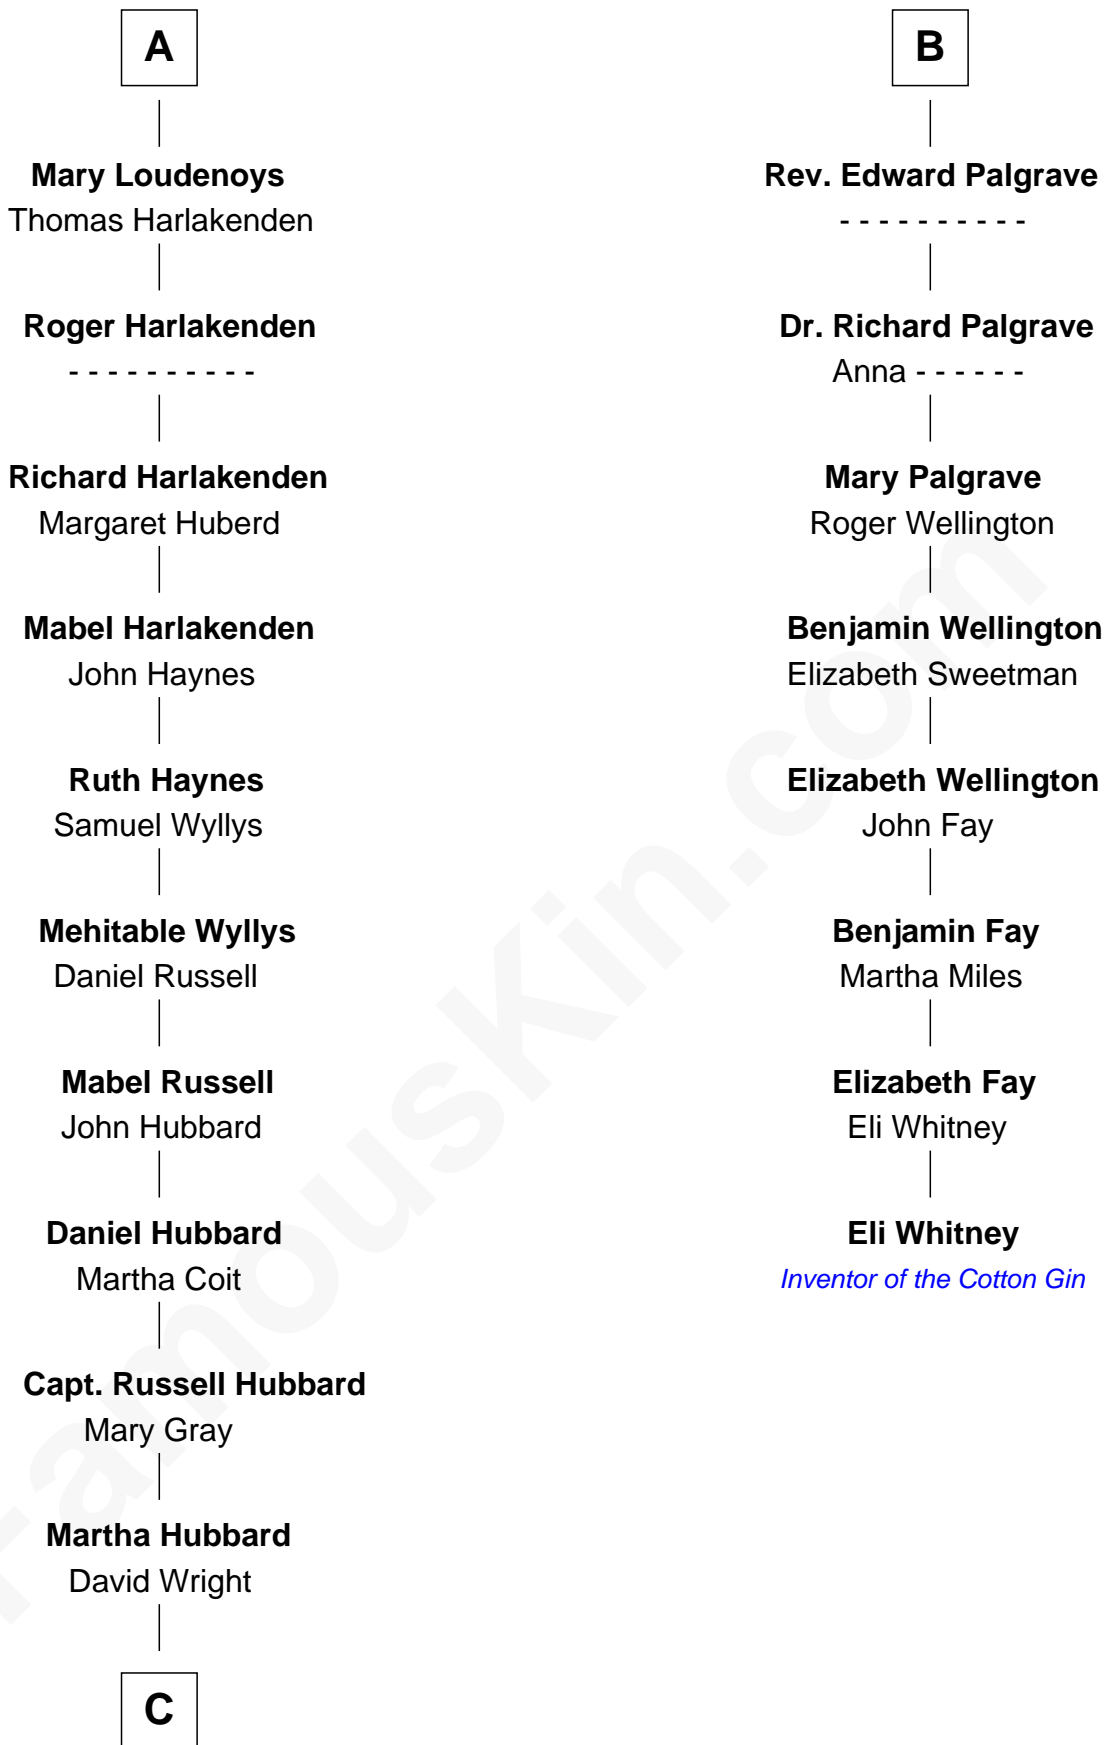 A
Mary Loudenoys
Thomas Harlakenden
Roger Harlakenden
- - - - - - - - - -
Richard Harlakenden
Margaret Huberd
Mabel Harlakenden
John Haynes
Ruth Haynes
Samuel Wyllys
Mehitable Wyllys
Daniel Russell
Mabel Russell
John Hubbard
Daniel Hubbard
Martha Coit
Capt. Russell Hubbard
Mary Gray
Martha Hubbard
David Wright
C
B
Rev. Edward Palgrave
- - - - - - - - - -
Dr. Richard Palgrave
Anna - - - - - -
Mary Palgrave
Roger Wellington
Benjamin Wellington
Elizabeth Sweetman
Elizabeth Wellington
John Fay
Benjamin Fay
Martha Miles
Elizabeth Fay
Eli Whitney
Eli Whitney
Inventor of the Cotton Gin
FamousKin.com